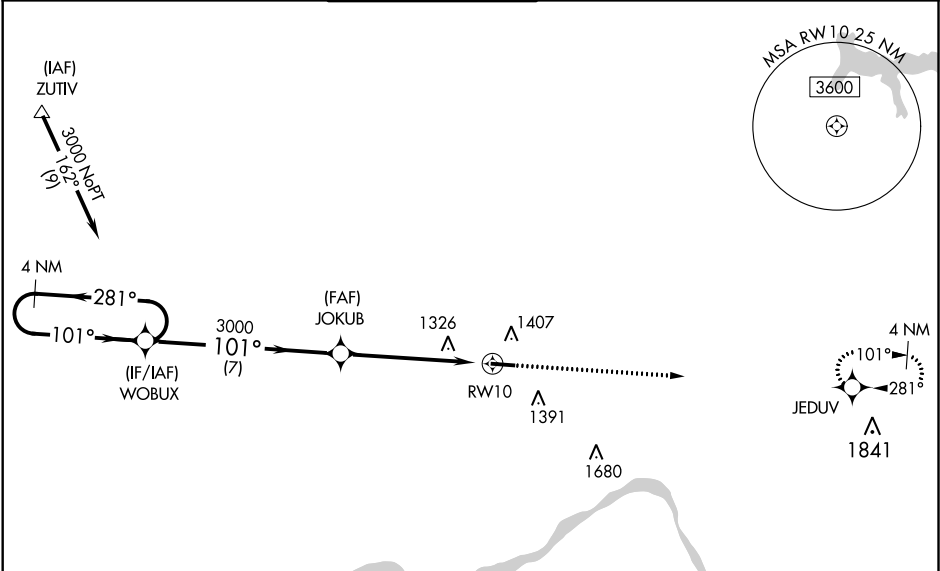 MSA RW10 25 NM
3600
(IAF)
ZUTIV
3000 NoPT
162°
(9)
4 NM
281°
101°
(IF/IAF)
WOBUX
3000
101°
(7)
(FAF)
JOKUB
1326
1407
RW10
1391
1680
4 NM
101°
281°
JEDUV
1841